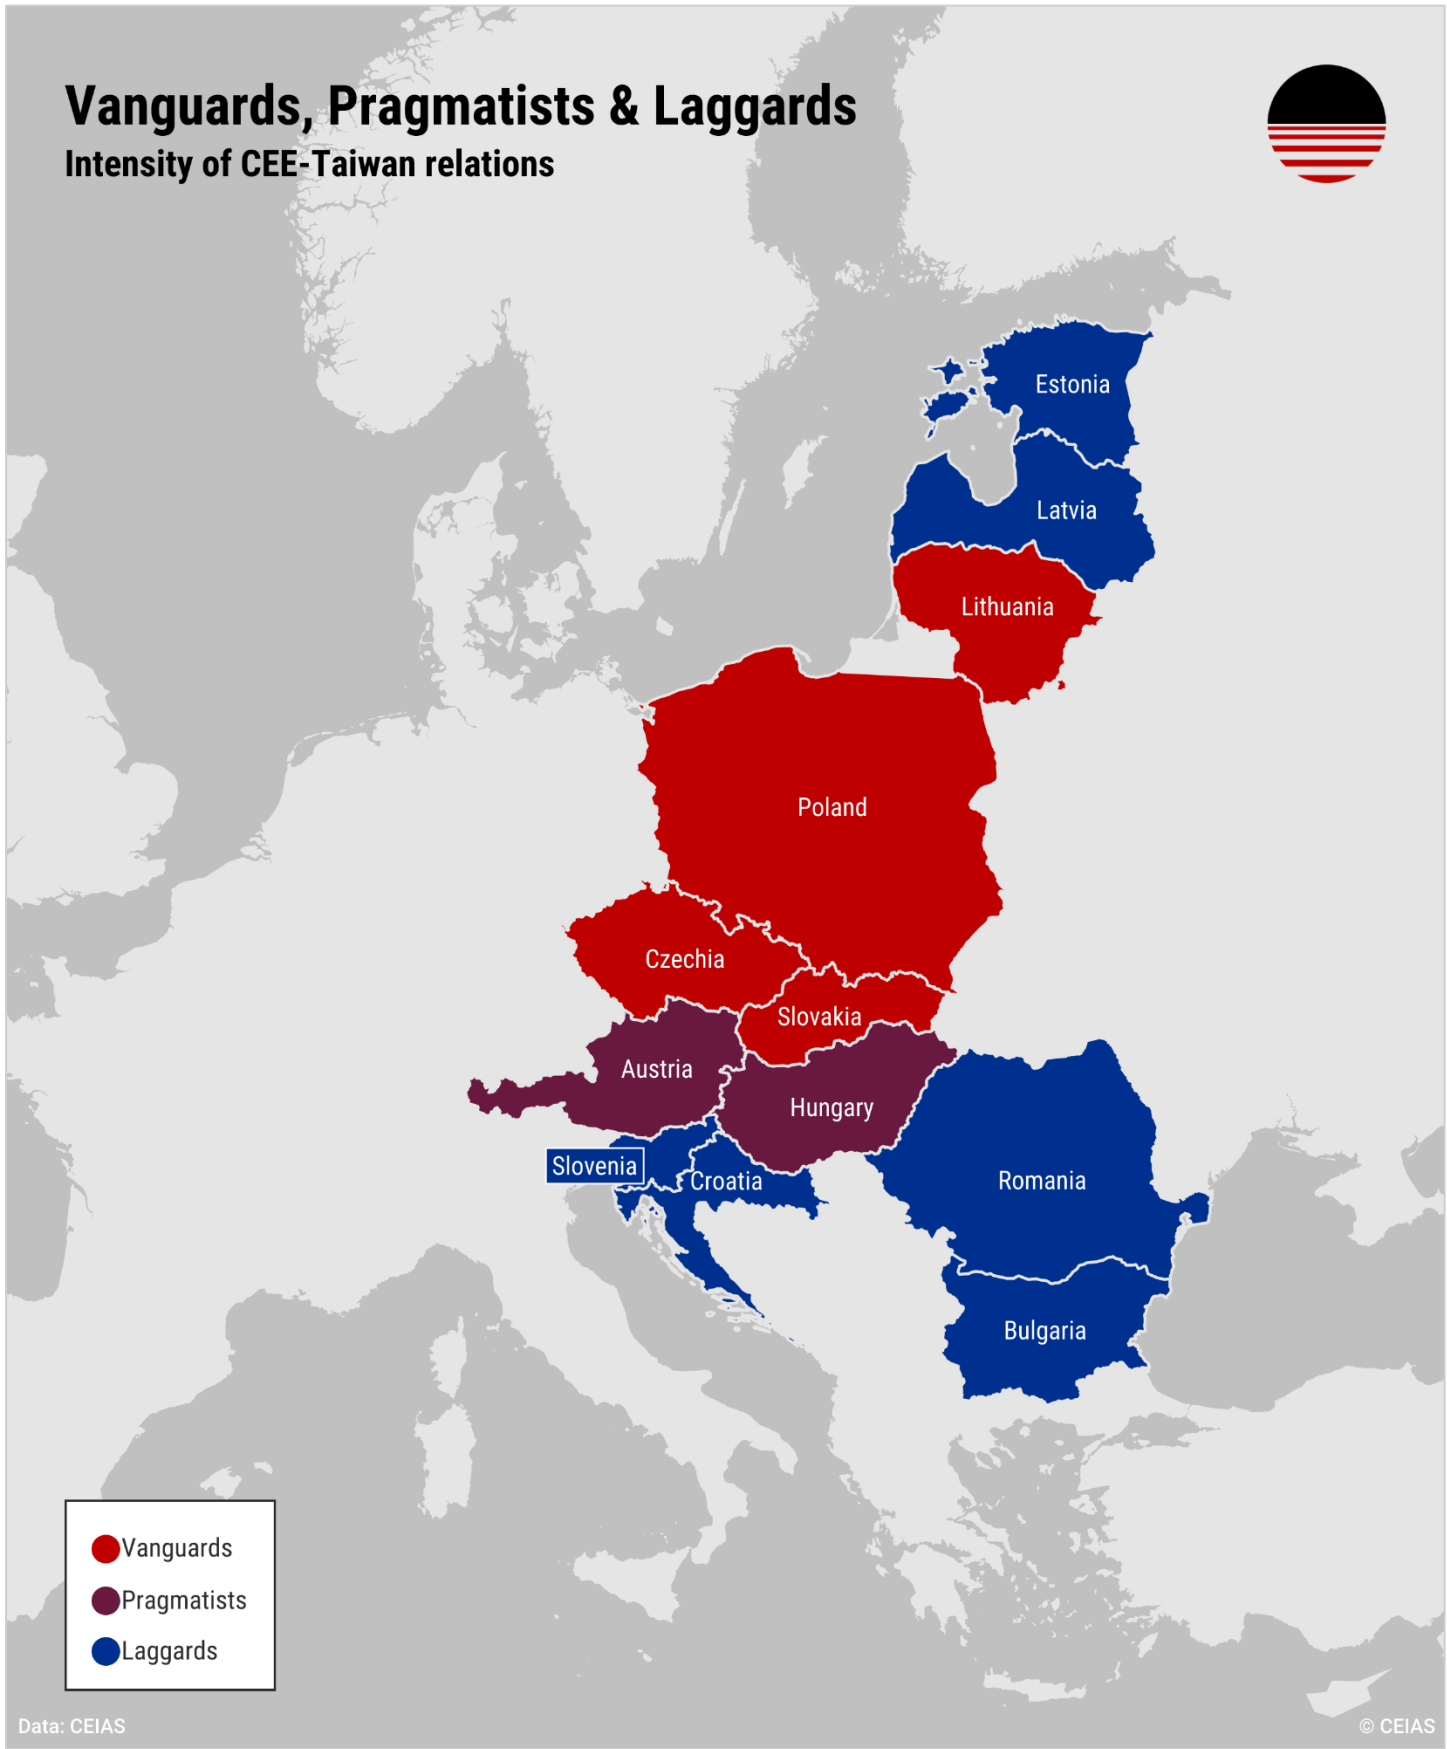 Vanguards, Pragmatists & Laggards
Intensity of CEE-Taiwan relations
Estonia
Latvia
Lithuania
Poland
Czechia
Slovakia
Austria
Hungary
Slovenia
Croatia
Romania
Bulgaria
Vanguards
Pragmatists
Laggards
Data: CEIAS
© CEIAS